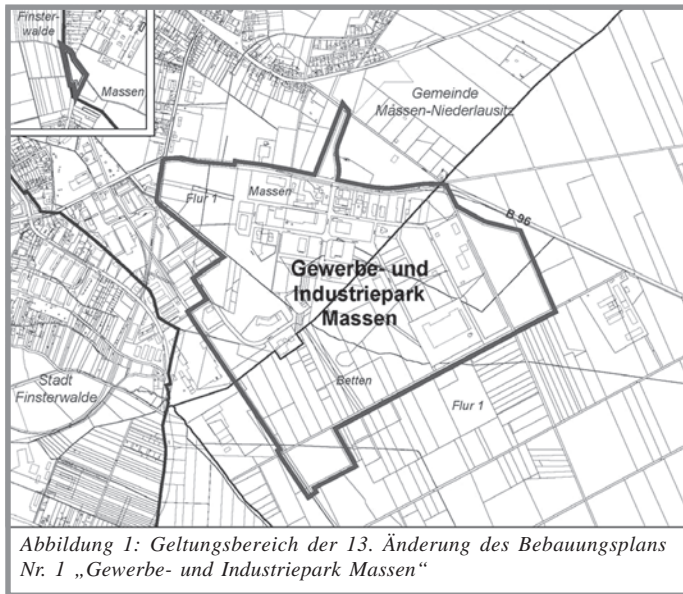 Finster-
walde
Massen
Gemeinde
Massen-Niederlausitz
Flur 1
Massen
B 96
Gewerbe- und
Industriepark
Massen
Betten
Stadt
Finsterwalde
Flur 1
Abbildung 1: Geltungsbereich der 13. Änderung des Bebauungsplans
Nr. 1 „Gewerbe- und Industriepark Massen“